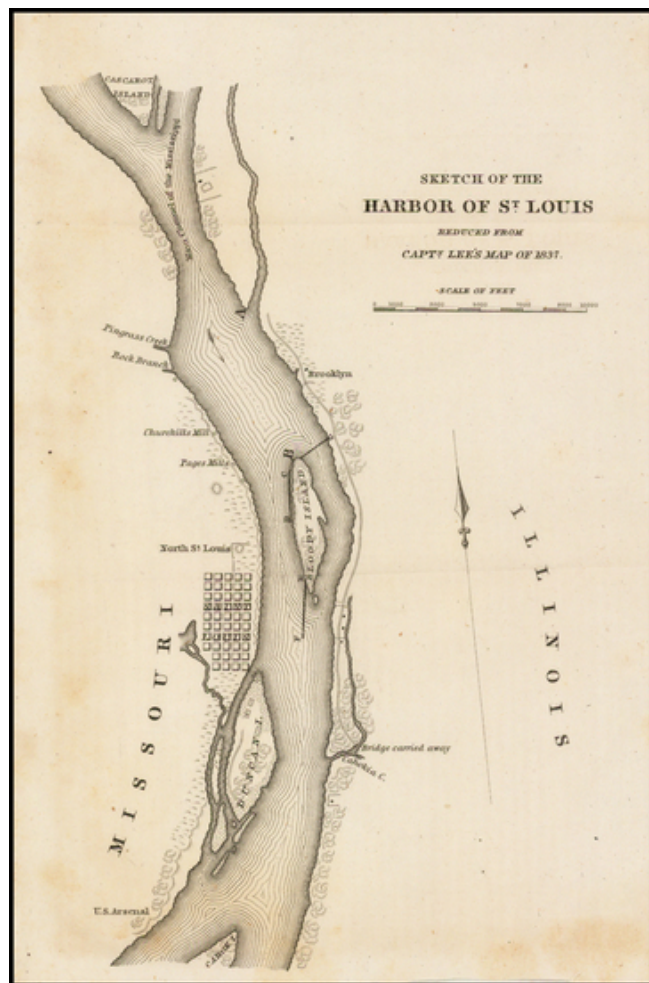 CASCAROT
ISLAND
Main Channel of the Mississippi
SKETCH OF THE
HARBOR OF Sᵀ LOUIS
REDUCED FROM
CAPTᴺ LEE'S MAP OF 1837.
SCALE OF FEET
A
Pingrass Creek
Rock Branch
Brooklyn
Churchills Mill
Pages Mills
B
C
BLOODY ISLAND
North Sᵗ Louis
F
ILLINOIS
MISSOURI
DUNCAN I.
Bridge carried away
Cahokia C.
U.S. Arsenal